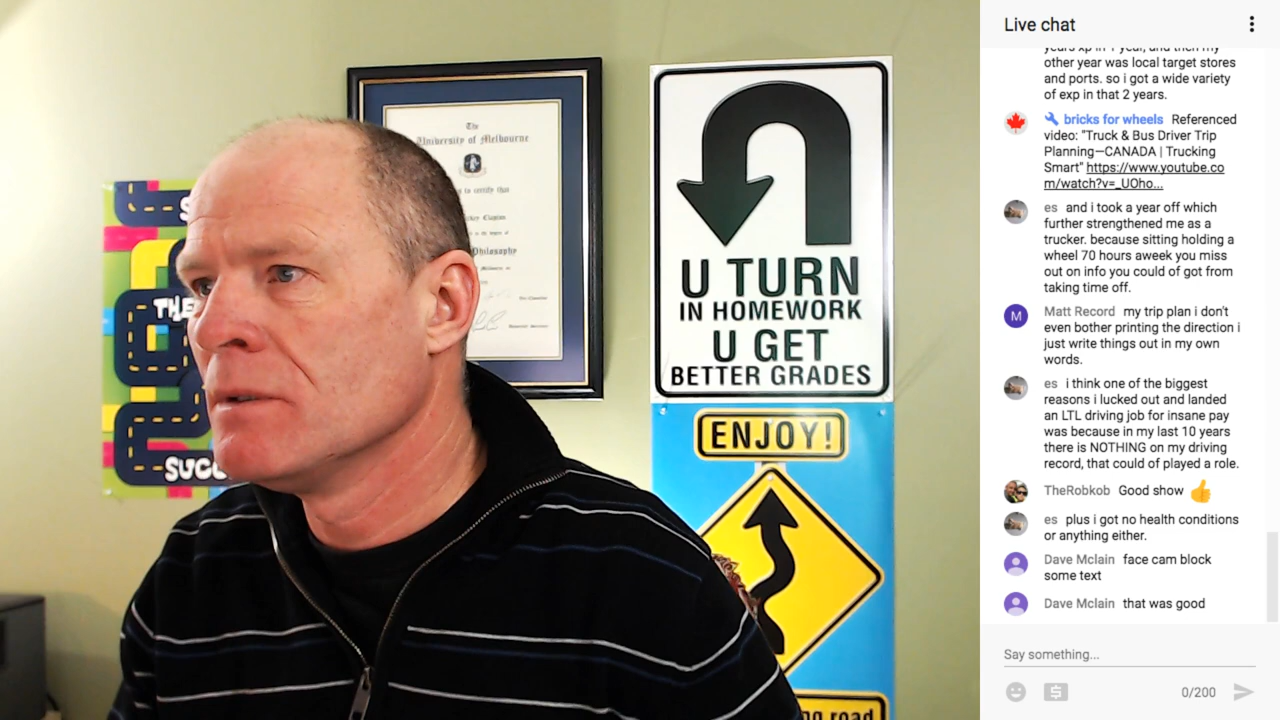 The
University of Melbourne
to certify that
Philosophy
THE
SUCC
U TURN
IN HOMEWORK
U GET
BETTER GRADES
ENJOY!
ng road
Live chat
other year was local target stores
and ports. so i got a wide variety
of exp in that 2 years.
bricks for wheels Referenced
video: "Truck & Bus Driver Trip
Planning—CANADA | Trucking
Smart" https://www.youtube.co
m/watch?v=_UOho...
es and i took a year off which
further strengthened me as a
trucker. because sitting holding a
wheel 70 hours aweek you miss
out on info you could of got from
taking time off.
M
Matt Record my trip plan i don't
even bother printing the direction i
just write things out in my own
words.
es i think one of the biggest
reasons i lucked out and landed
an LTL driving job for insane pay
was because in my last 10 years
there is NOTHING on my driving
record, that could of played a role.
TheRobkob Good show
es plus i got no health conditions
or anything either.
Dave Mclain face cam block
some text
Dave Mclain that was good
Say something...
0/200